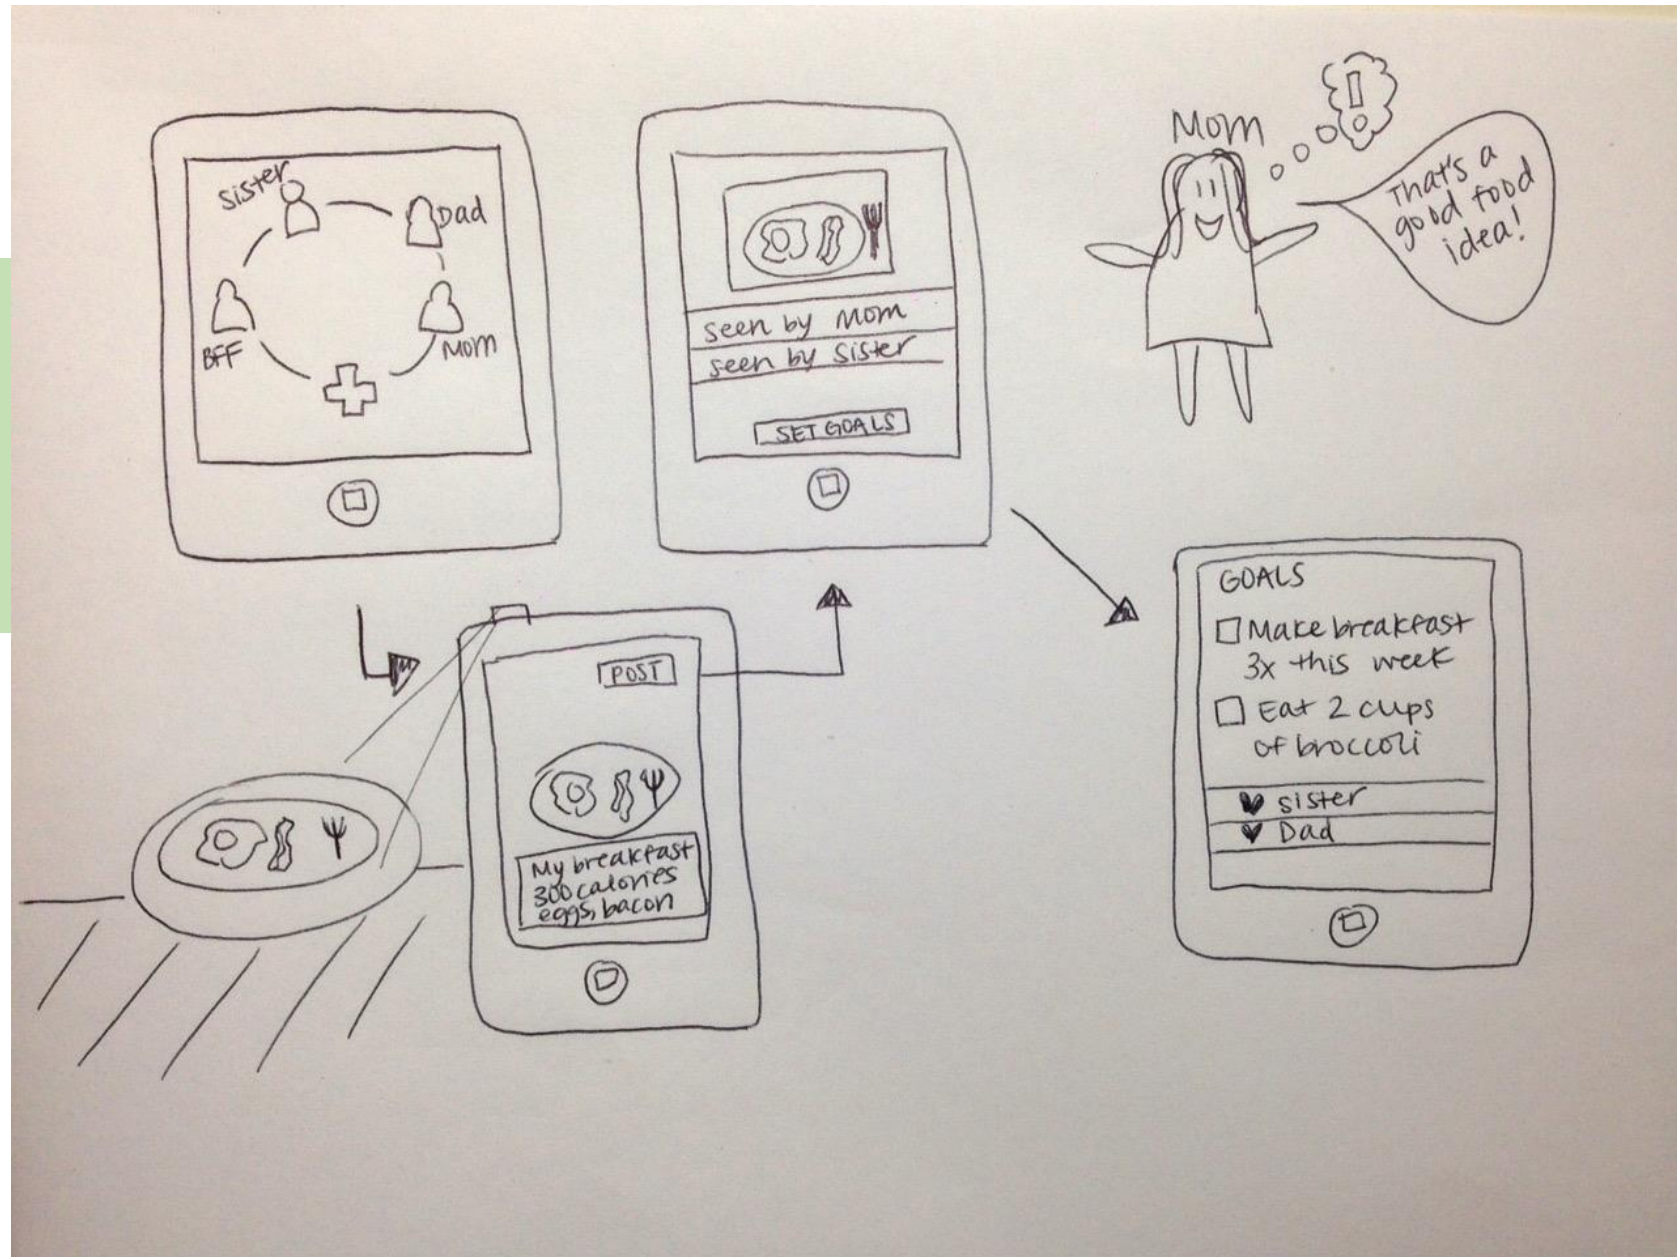 sister
Dad
BFF
Mom
seen by Mom
seen by sister
SET GOALS
Mom
!
That's a
good food
idea!
POST
My breakfast
300 calories
eggs, bacon
GOALS
Make breakfast
3x this week
Eat 2 cups
of broccoli
sister
Dad